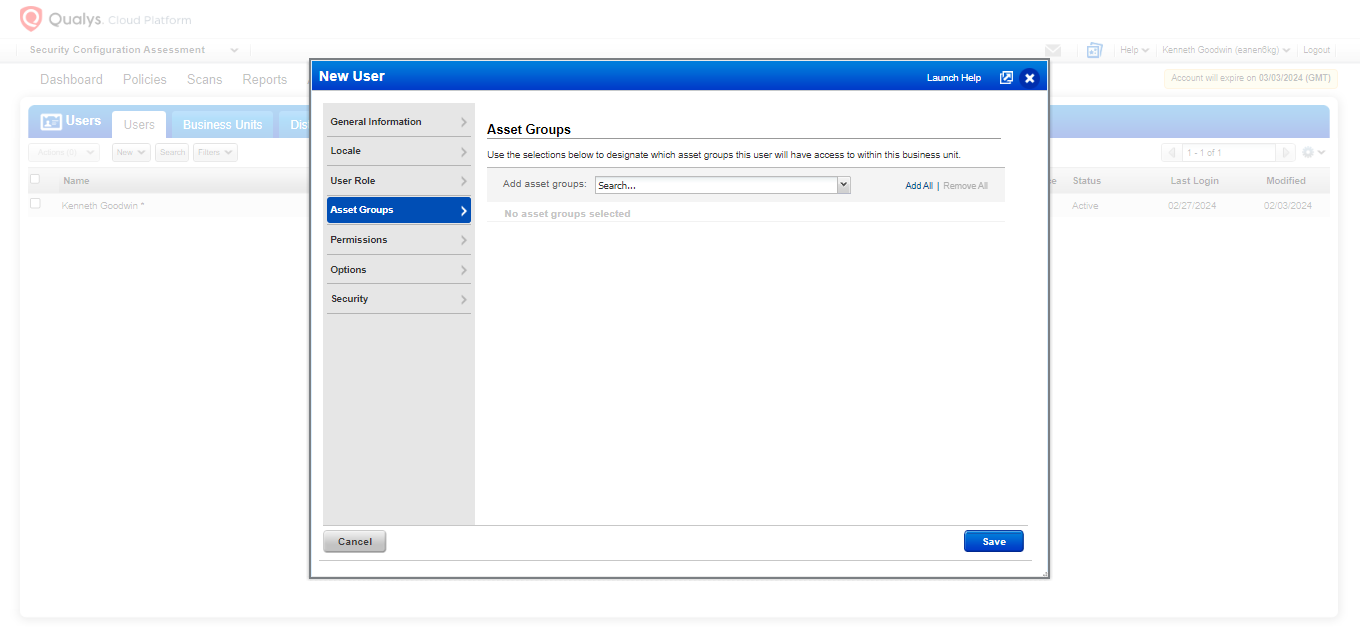 Qualys. Cloud Platform
Security Configuration Assessment
Help
Kenneth Goodwin (eanen6kg)
Logout
Dashboard Policies Scans Reports
Account will expire on 03/03/2024 (GMT)
New User
Launch Help
Users
Users
Business Units
Dis
Actions (0)
New
Search
Filters
1 - 1 of 1
Name
Status
Last Login
Modified
Kenneth Goodwin *
Active
02/27/2024
02/03/2024
General Information
Locale
User Role
Asset Groups
Permissions
Options
Security
Asset Groups
Use the selections below to designate which asset groups this user will have access to within this business unit.
Add asset groups:
Search...
Add All | Remove All
No asset groups selected
Cancel
Save